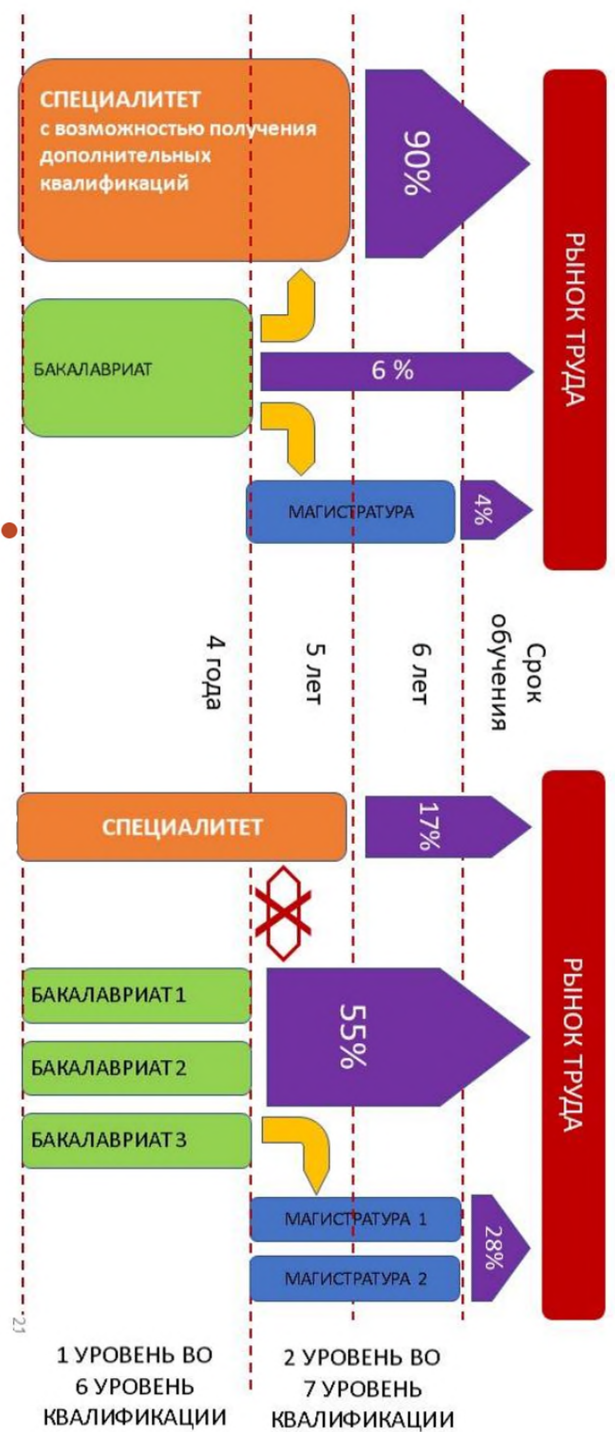 СПЕЦИАЛИТЕТ
с возможностью получения
дополнительных
квалификаций
90%
РЫНОК ТРУДА
БАКАЛАВРИАТ
6 %
МАГИСТРАТУРА
4%
4 года
5 лет
6 лет
Срок
обучения
СПЕЦИАЛИТЕТ
17%
РЫНОК ТРУДА
БАКАЛАВРИАТ 1
55%
БАКАЛАВРИАТ 2
БАКАЛАВРИАТ 3
МАГИСТРАТУРА 1
28%
МАГИСТРАТУРА 2
'21
1 УРОВЕНЬ ВО
6 УРОВЕНЬ
КВАЛИФИКАЦИИ
2 УРОВЕНЬ ВО
7 УРОВЕНЬ
КВАЛИФИКАЦИИ